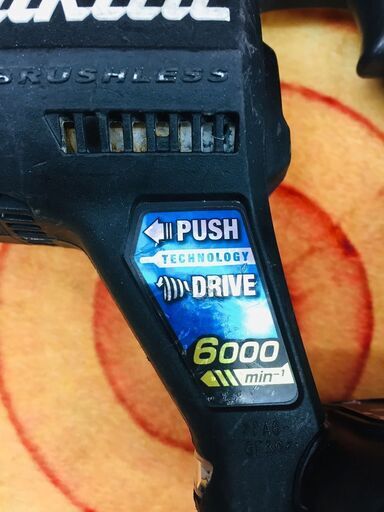 BRUSHLESS
PUSH
TECHNOLOGY
DRIVE
6000
min-¹